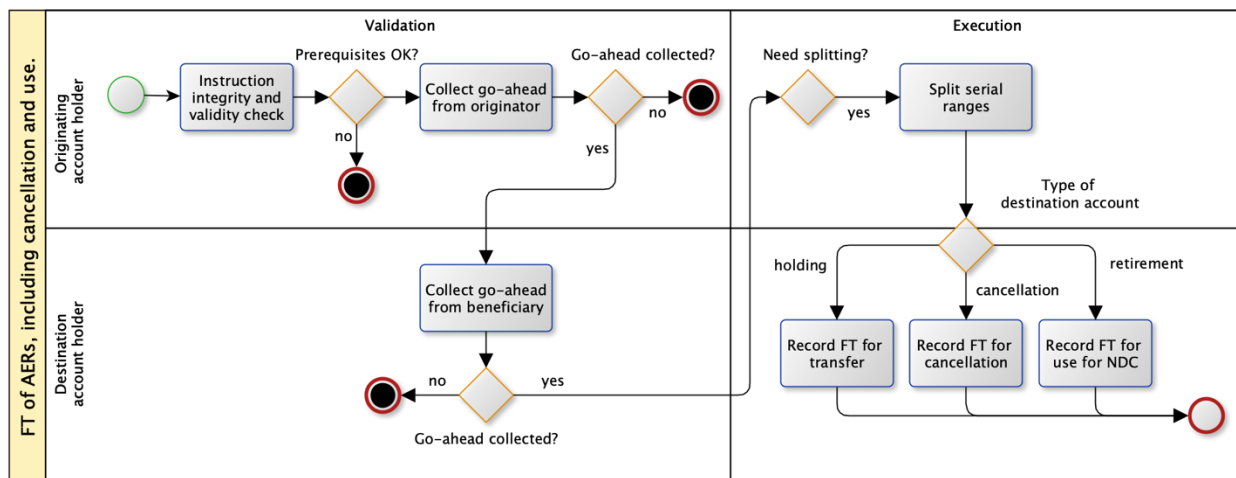 FT of AERs, including cancellation and use.
Validation
Execution
Originating
account holder
Instruction
integrity and
validity check
Prerequisites OK?
no
Collect go-ahead
from originator
Go-ahead collected?
no
yes
Need splitting?
yes
Split serial
ranges
Type of
destination account
Destination
account holder
Collect go-ahead
from beneficiary
no
yes
Go-ahead collected?
holding
cancellation
retirement
Record FT for
transfer
Record FT for
cancellation
Record FT for
use for NDC